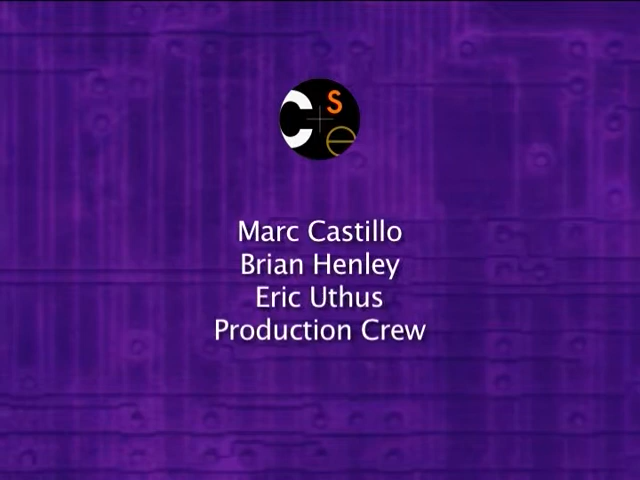 C s e
Marc Castillo
Brian Henley
Eric Uthus
Production Crew